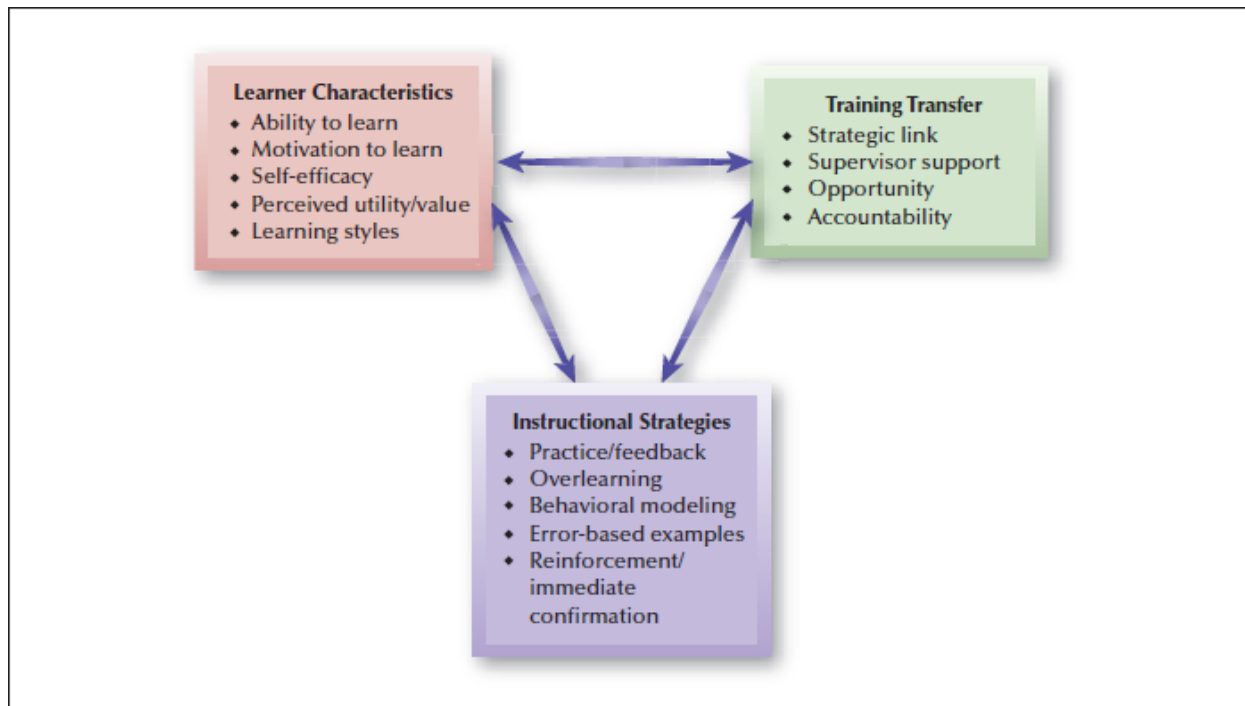 Learner Characteristics
◆ Ability to learn
◆ Motivation to learn
◆ Self-efficacy
◆ Perceived utility/value
◆ Learning styles
Training Transfer
◆ Strategic link
◆ Supervisor support
◆ Opportunity
◆ Accountability
Instructional Strategies
◆ Practice/feedback
◆ Overlearning
◆ Behavioral modeling
◆ Error-based examples
◆ Reinforcement/
immediate
confirmation